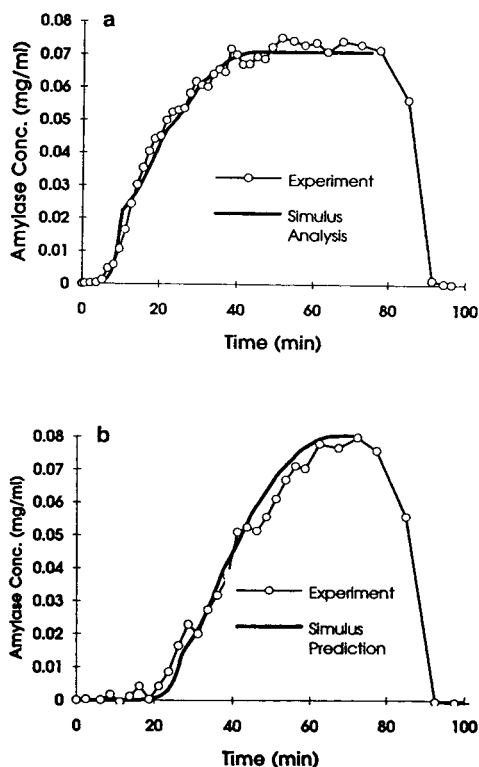 a
Amylase Conc. (mg/ml)
0.08
0.07
0.06
0.05
0.04
0.03
0.02
0.01
0
Experiment
Simulus
Analysis
0 20 40 60 80 100
Time (min)
b
Amylase Conc. (mg/ml)
0.08
0.07
0.06
0.05
0.04
0.03
0.02
0.01
0
Experiment
Simulus
Prediction
0 20 40 60 80 100
Time (min)